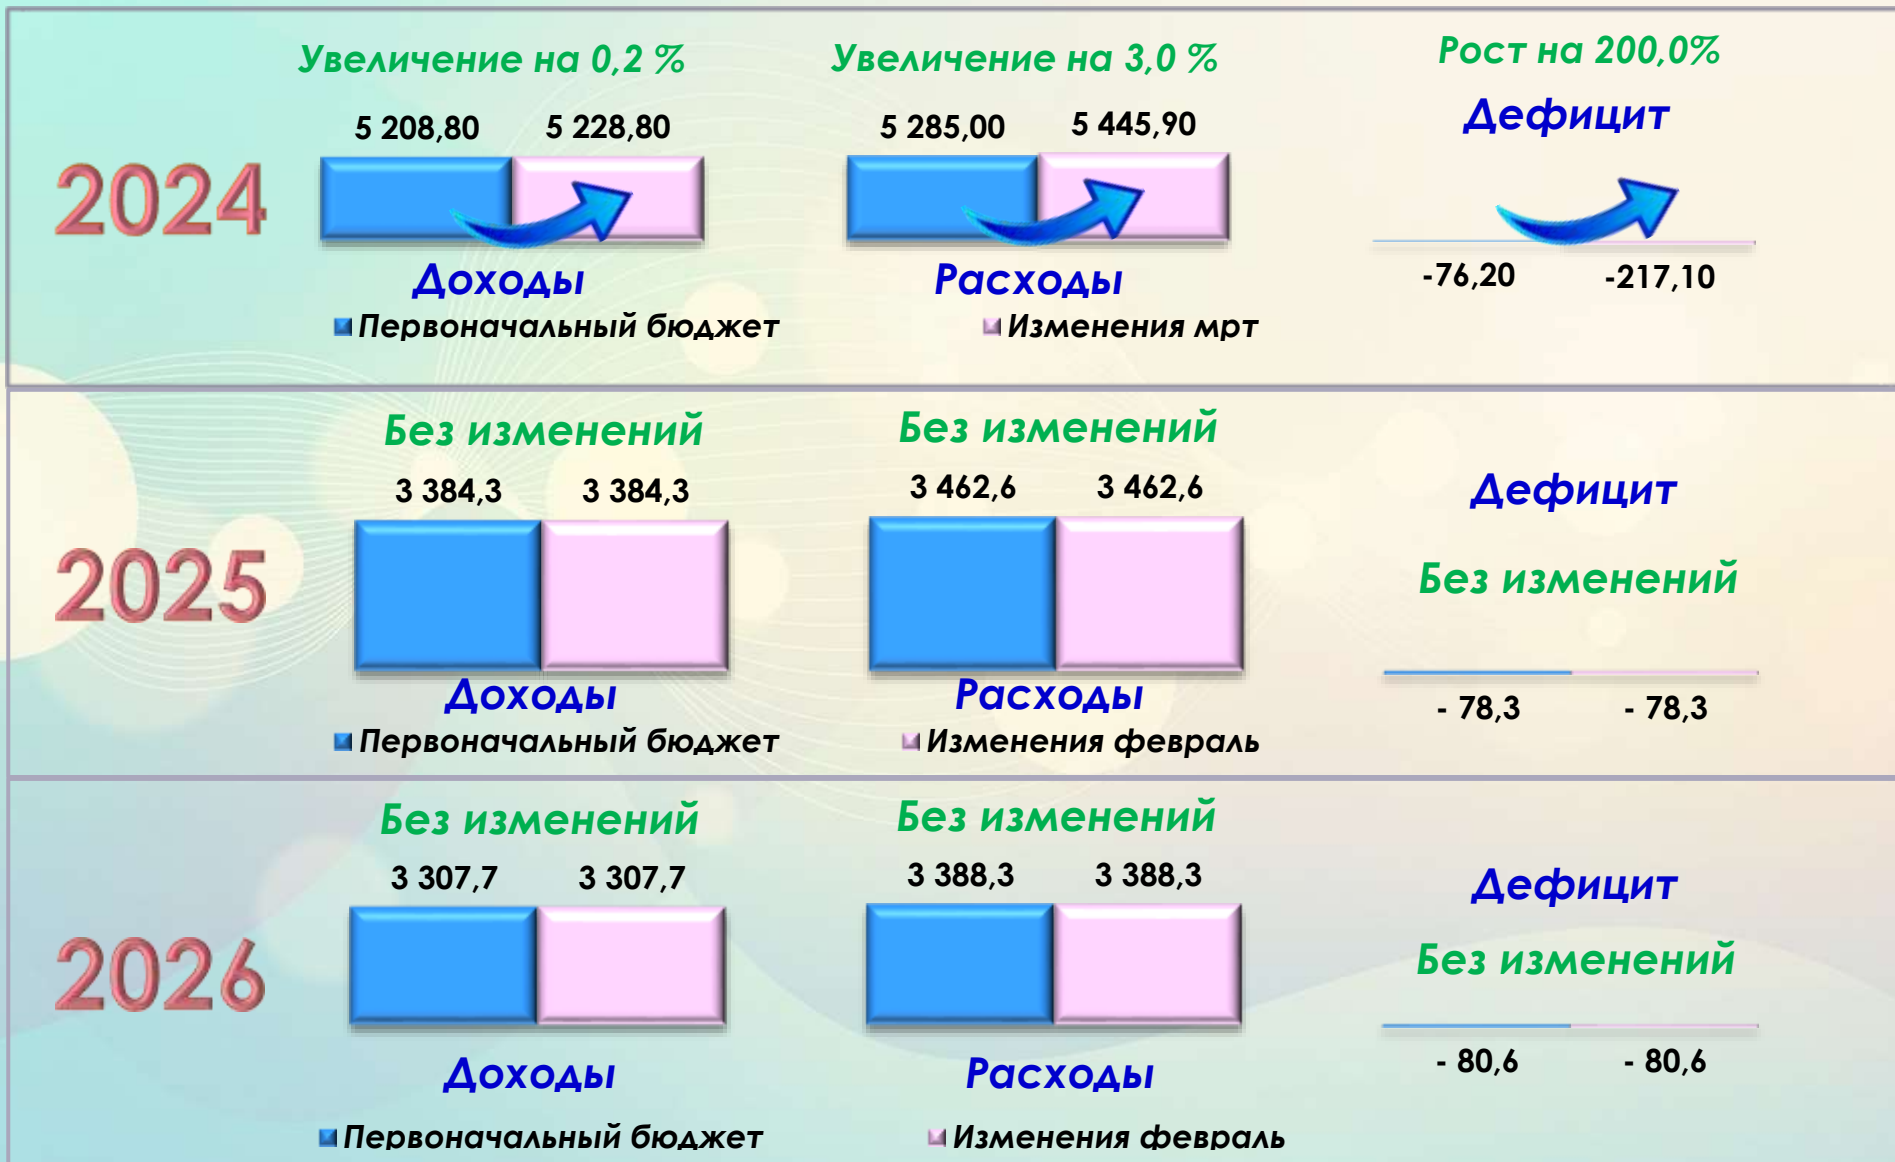 Увеличение на 0,2 %
Увеличение на 3,0 %
Рост на 200,0%
5 208,80 5 228,80
5 285,00 5 445,90
Дефицит
2024
Доходы
Расходы
-76,20 -217,10
Первоначальный бюджет
Изменения мрт
Без изменений
Без изменений
3 384,3 3 384,3
3 462,6 3 462,6
Дефицит
2025
Без изменений
Доходы
Расходы
- 78,3 - 78,3
Первоначальный бюджет
Изменения февраль
Без изменений
Без изменений
3 307,7 3 307,7
3 388,3 3 388,3
Дефицит
2026
Без изменений
Доходы
Расходы
- 80,6 - 80,6
Первоначальный бюджет
Изменения февраль